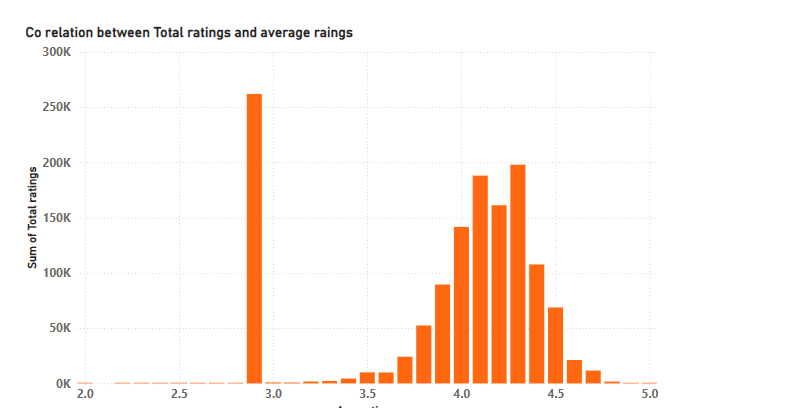 Co relation between Total ratings and average raings
300K
250K
200K
150K
100K
50K
0K
Sum of Total ratings
2.0 2.5 3.0 3.5 4.0 4.5 5.0